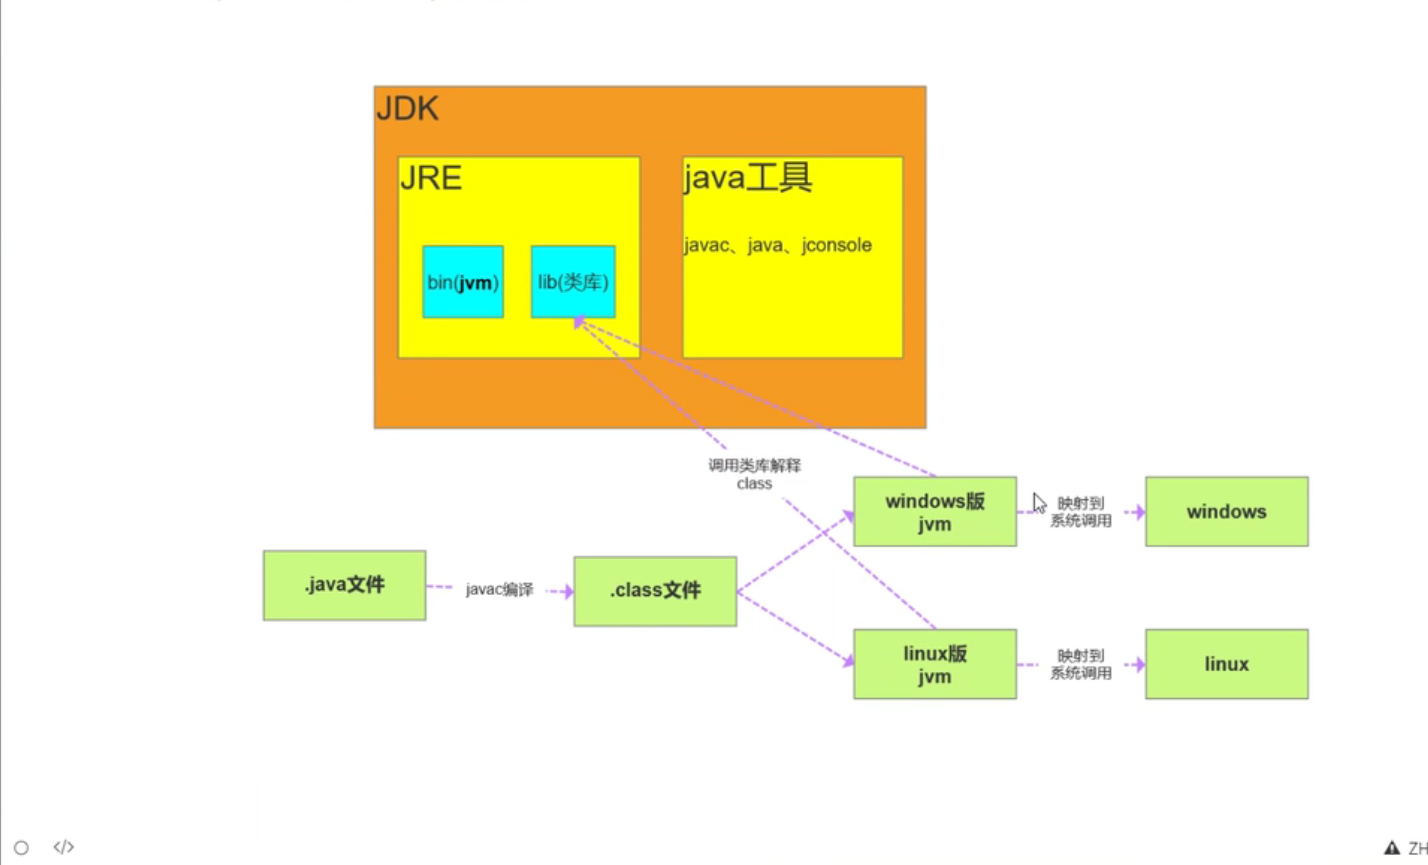 JDK
JRE
java工具
javac、java、jconsole
bin(jvm)
lib(类库)
调用类库解释
class
windows版
jvm
映射到
系统调用
windows
.java文件
javac编译
.class文件
linux版
jvm
映射到
系统调用
linux
</>
ZH